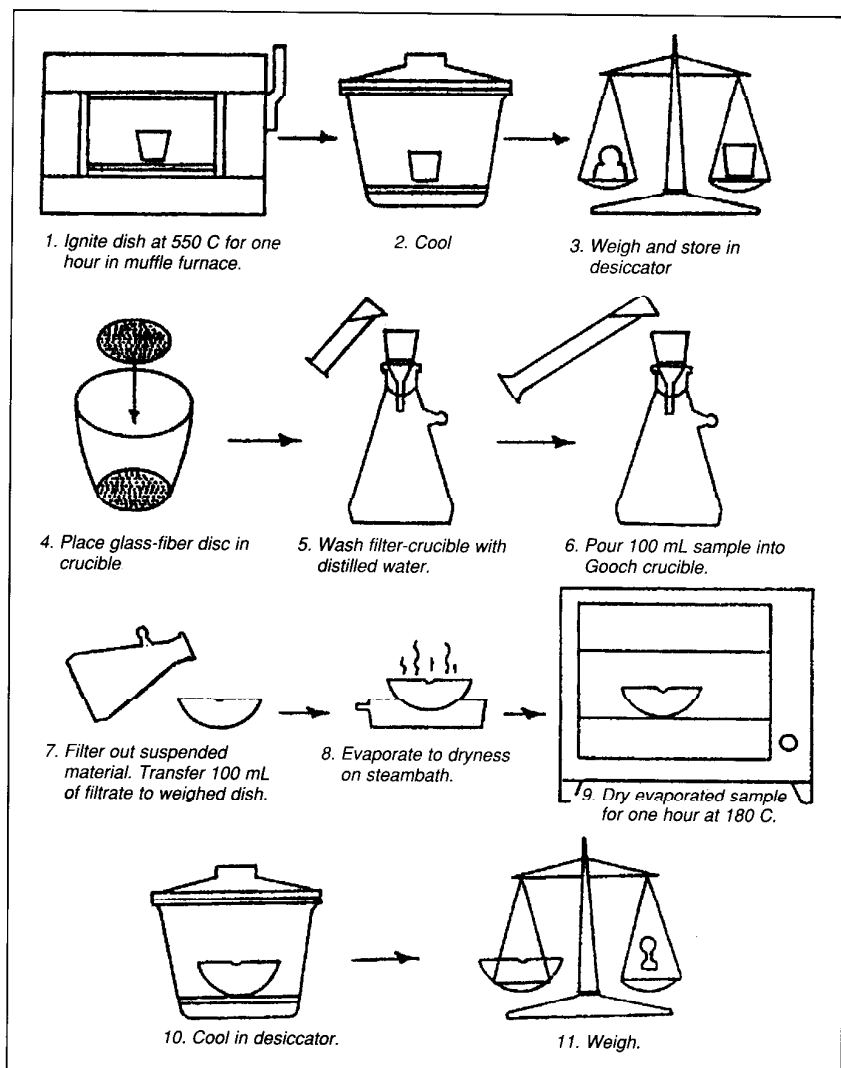 1. Ignite dish at 550 C for one
hour in muffle furnace.
2. Cool
3. Weigh and store in
desiccator
4. Place glass-fiber disc in
crucible
5. Wash filter-crucible with
distilled water.
6. Pour 100 mL sample into
Gooch crucible.
7. Filter out suspended
material. Transfer 100 mL
of filtrate to weighed dish.
8. Evaporate to dryness
on steambath.
9. Dry evaporated sample
for one hour at 180 C.
10. Cool in desiccator.
11. Weigh.